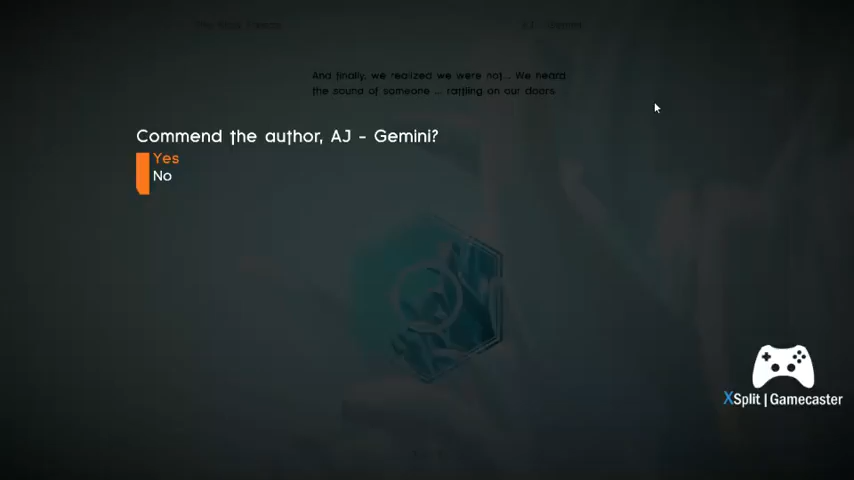 And finally, we realized we were not... We heard
the sound of someone ... rattling on our doors
Commend the author, AJ - Gemini?
Yes
No
XSplit | Gamecaster